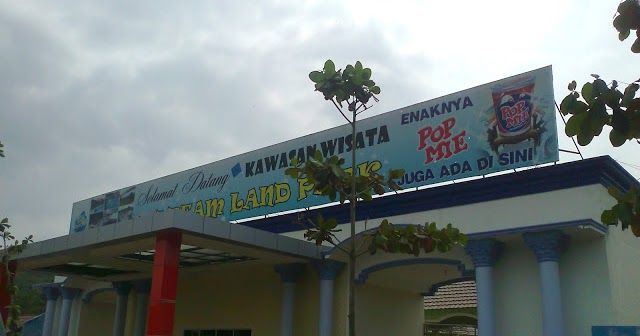 Selamat Datang
KAWASAN WISATA
LAND PARK
ENAKNYA
POP
MIE
JUGA ADA DI SINI
POP
MIE